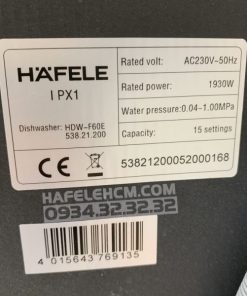 HÄFELE
I PX1
Dishwasher: HDW-F60E
538.21.200
Rated volt: AC230V~50Hz
Rated power: 1930W
Water pressure: 0.04-1.00MPa
Capacity: 15 settings
CE
53821200052000168
HAFELEHCM.COM
0934.32.32.32
4 015643 769135